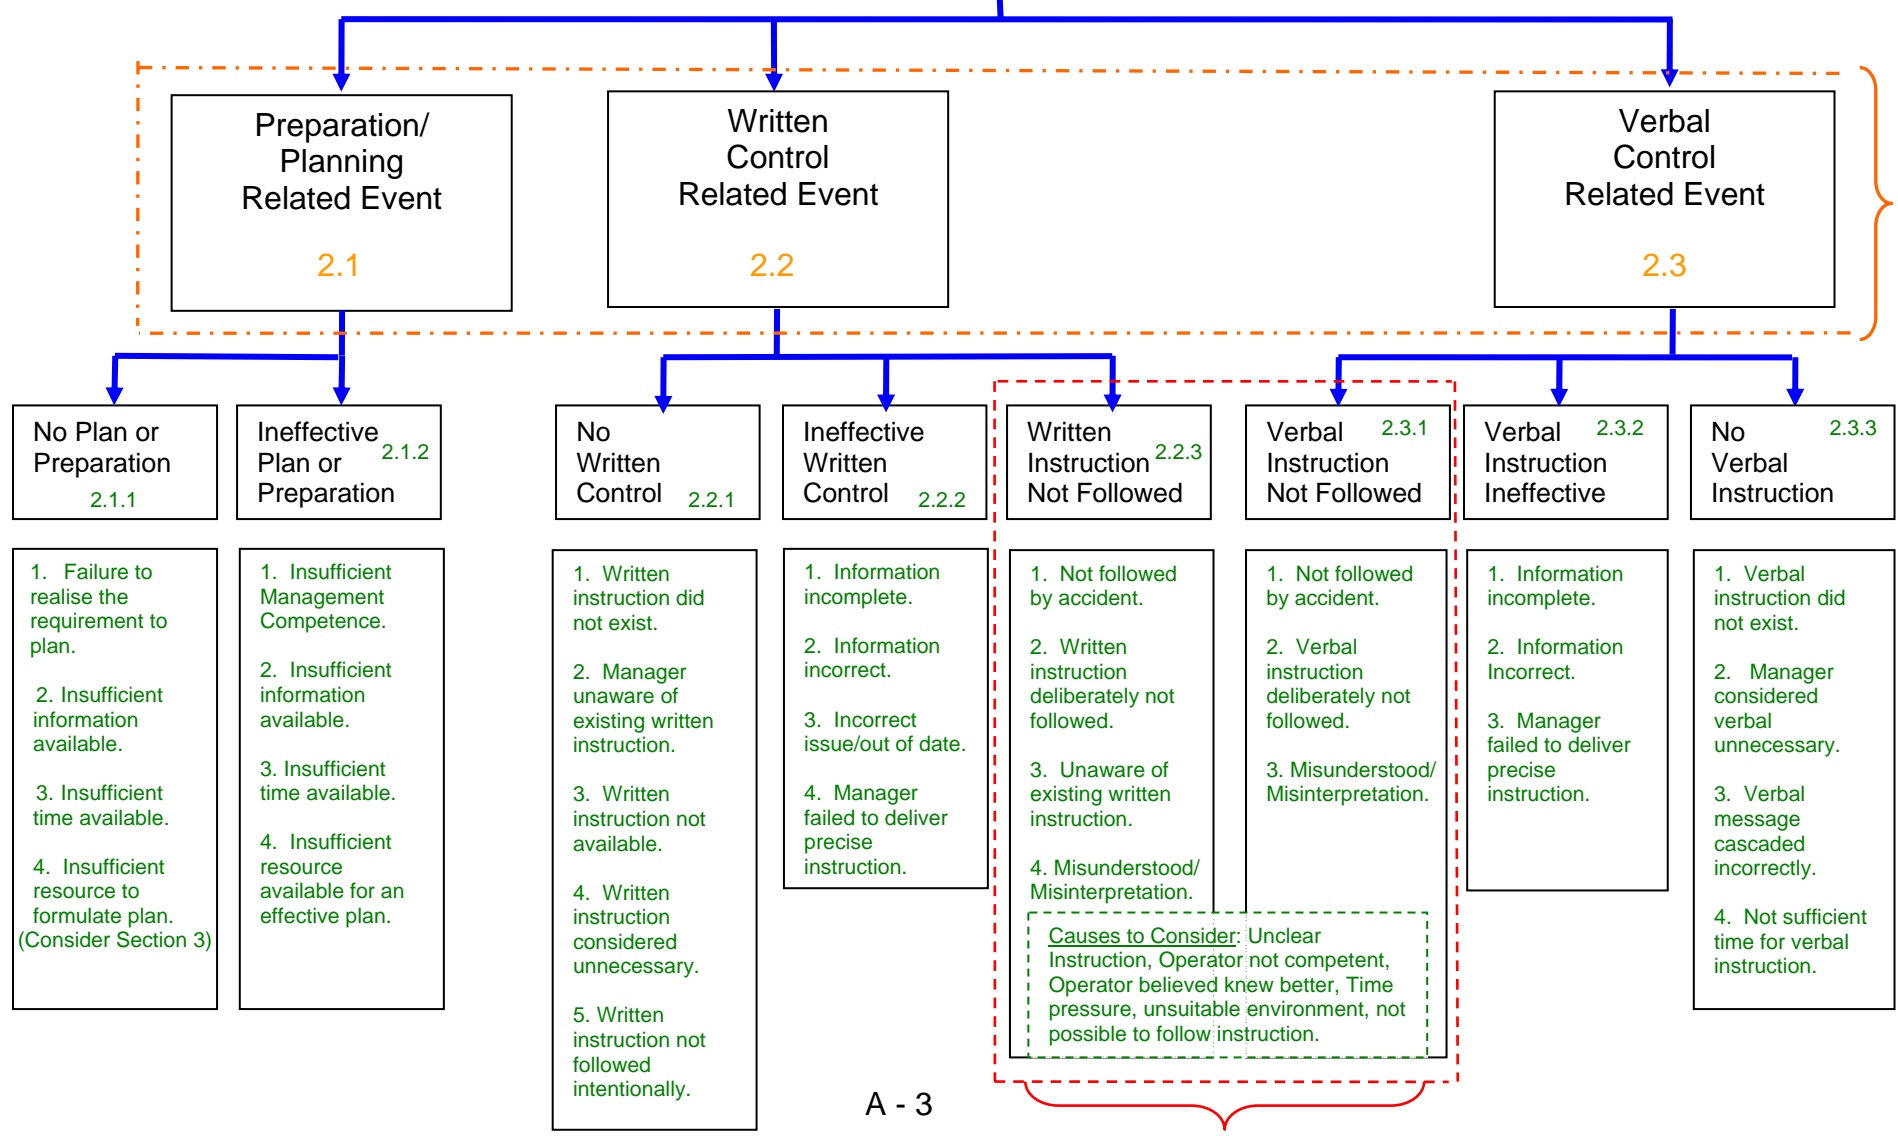 Preparation/
Planning
Related Event
2.1
Written
Control
Related Event
2.2
Verbal
Control
Related Event
2.3
No Plan or
Preparation
2.1.1
Ineffective
Plan or
Preparation
2.1.2
No
Written
Control
2.2.1
Ineffective
Written
Control
2.2.2
Written
Instruction
Not Followed
2.2.3
Verbal
Instruction
Not Followed
2.3.1
Verbal
Instruction
Ineffective
2.3.2
No
Verbal
Instruction
2.3.3
1. Failure to
realise the
requirement to
plan.
2. Insufficient
information
available.
3. Insufficient
time available.
4. Insufficient
resource to
formulate plan.
(Consider Section 3)
1. Insufficient
Management
Competence.
2. Insufficient
information
available.
3. Insufficient
time available.
4. Insufficient
resource
available for an
effective plan.
1. Written
instruction did
not exist.
2. Manager
unaware of
existing written
instruction.
3. Written
instruction not
available.
4. Written
instruction
considered
unnecessary.
5. Written
instruction not
followed
intentionally.
1. Information
incomplete.
2. Information
incorrect.
3. Incorrect
issue/out of date.
4. Manager
failed to deliver
precise
instruction.
1. Not followed
by accident.
2. Written
instruction
deliberately not
followed.
3. Unaware of
existing written
instruction.
4. Misunderstood/
Misinterpretation.
1. Not followed
by accident.
2. Verbal
instruction
deliberately not
followed.
3. Misunderstood/
Misinterpretation.
Causes to Consider: Unclear
Instruction, Operator not competent,
Operator believed knew better, Time
pressure, unsuitable environment, not
possible to follow instruction.
1. Information
incomplete.
2. Information
Incorrect.
3. Manager
failed to deliver
precise
instruction.
1. Verbal
instruction did
not exist.
2. Manager
considered
verbal
unnecessary.
3. Verbal
message
cascaded
incorrectly.
4. Not sufficient
time for verbal
instruction.
A - 3